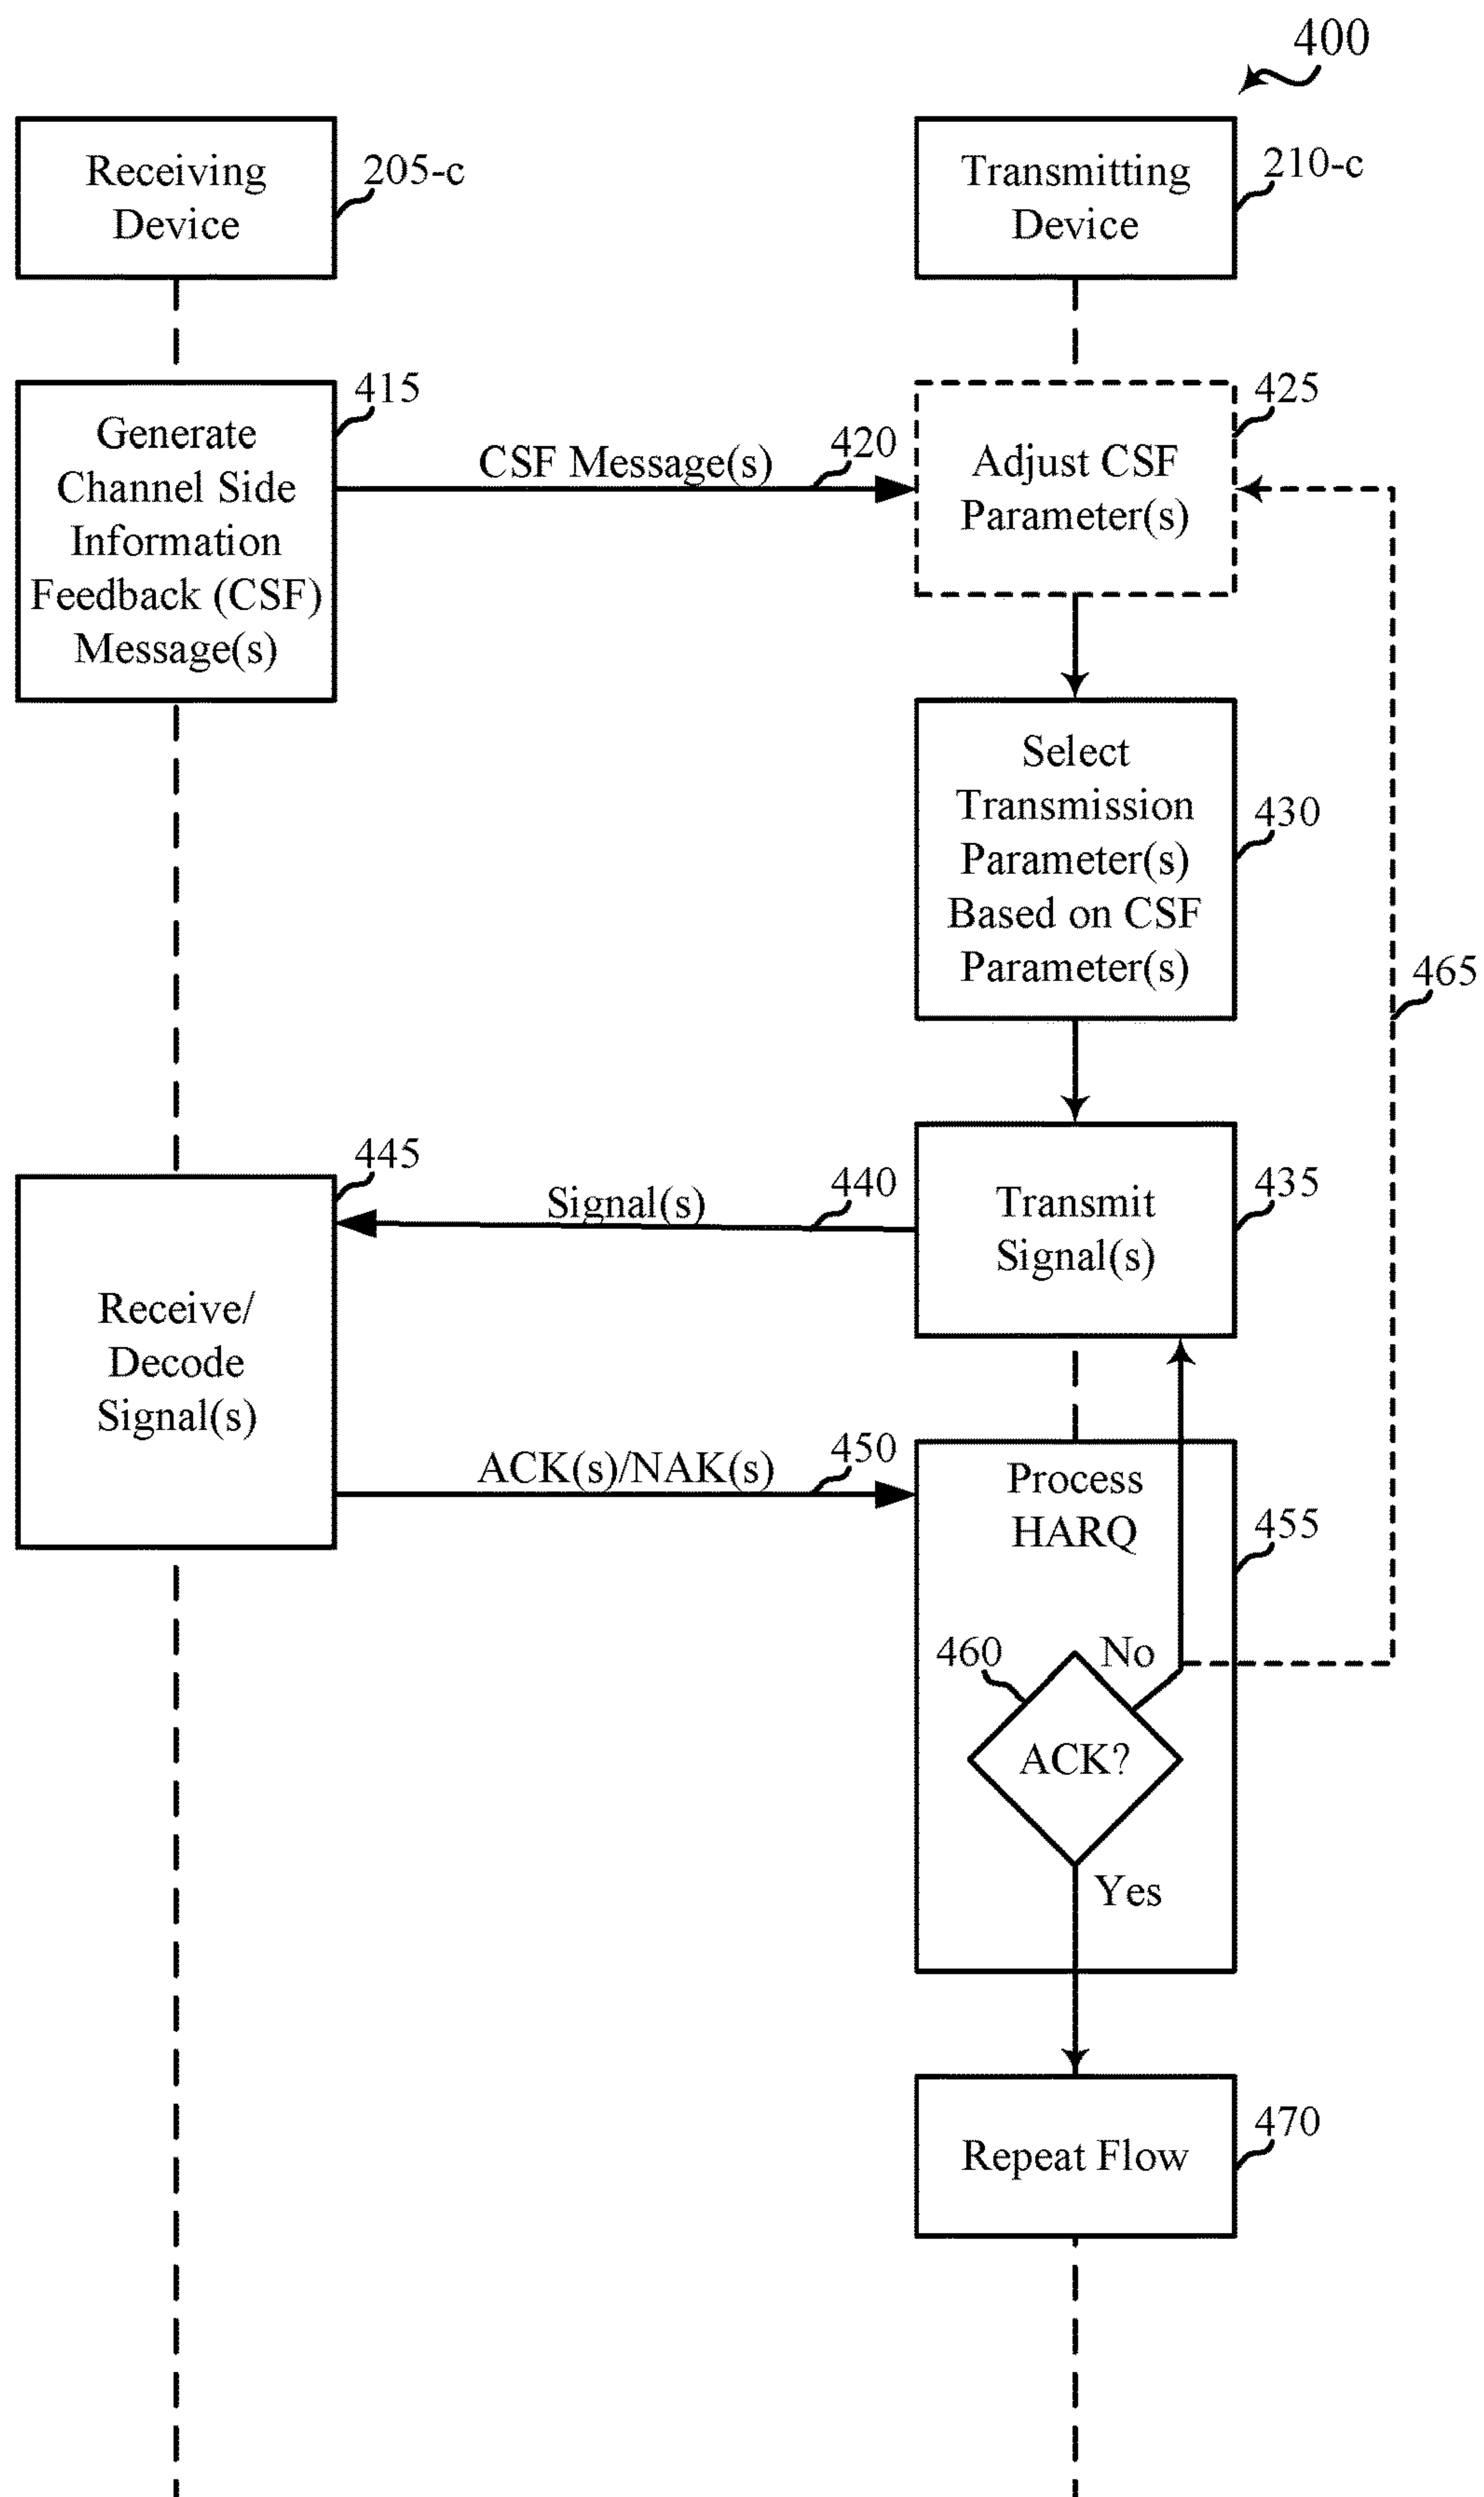 400
Receiving
Device
205-c
Transmitting
Device
210-c
Generate
Channel Side
Information
Feedback (CSF)
Message(s)
415
CSF Message(s)
420
Adjust CSF
Parameter(s)
425
Select
Transmission
Parameter(s)
Based on CSF
Parameter(s)
430
465
Receive/
Decode
Signal(s)
445
Signal(s)
440
Transmit
Signal(s)
435
ACK(s)/NAK(s)
450
Process
HARQ
455
460
No
ACK?
Yes
Repeat Flow
470